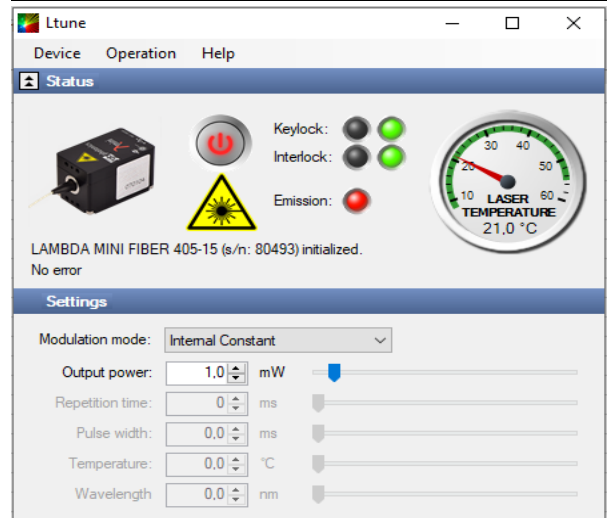 Ltune
Device Operation Help
Status
Keylock:
Interlock:
Emission:
10 20 30 40 50 60
LASER
TEMPERATURE
21,0 °C
LAMBDA MINI FIBER 405-15 (s/n: 80493) initialized.
No error
Settings
Modulation mode: Internal Constant
Output power: 1,0 mW
Repetition time: 0 ms
Pulse width: 0,0 ms
Temperature: 0,0 °C
Wavelength 0,0 nm